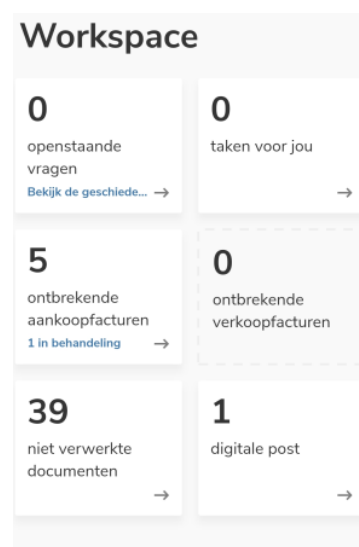 Workspace
0
openstaande
vragen
Bekijk de geschiede...
0
taken voor jou
5
ontbrekende
aankoopfacturen
1 in behandeling
0
ontbrekende
verkoopfacturen
39
niet verwerkte
documenten
1
digitale post